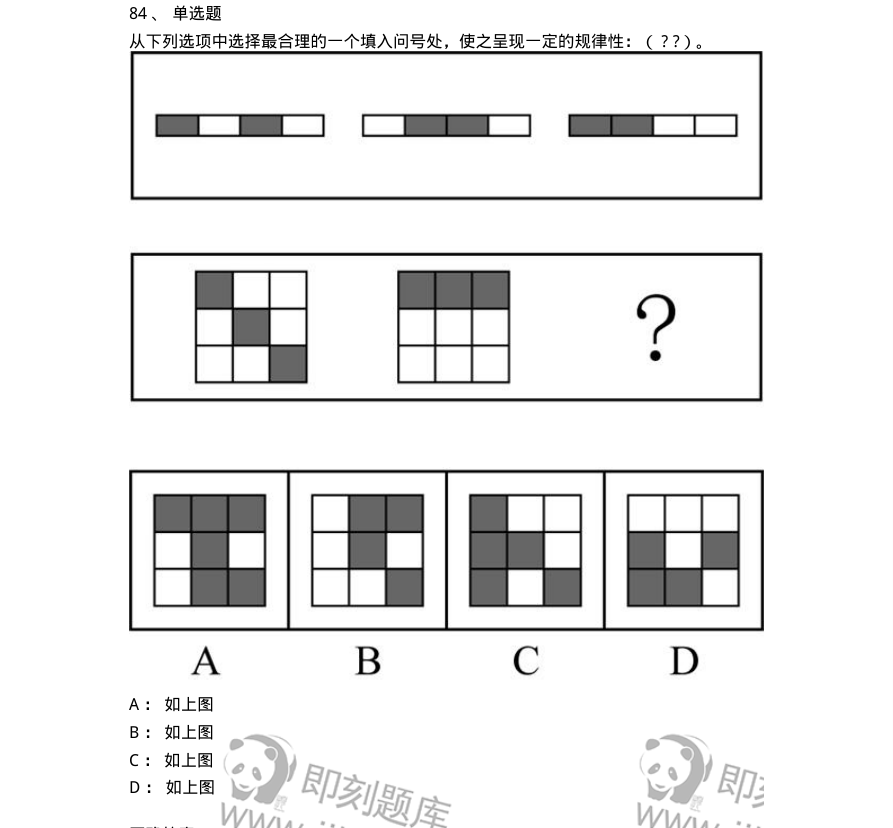 84 、 单选题
从下列选项中选择最合理的一个填入问号处，使之呈现一定的规律性：（ ? ? ）。
?
A B C D
A ： 如上图
B ： 如上图
C ： 如上图
D ： 如上图
即刻题库